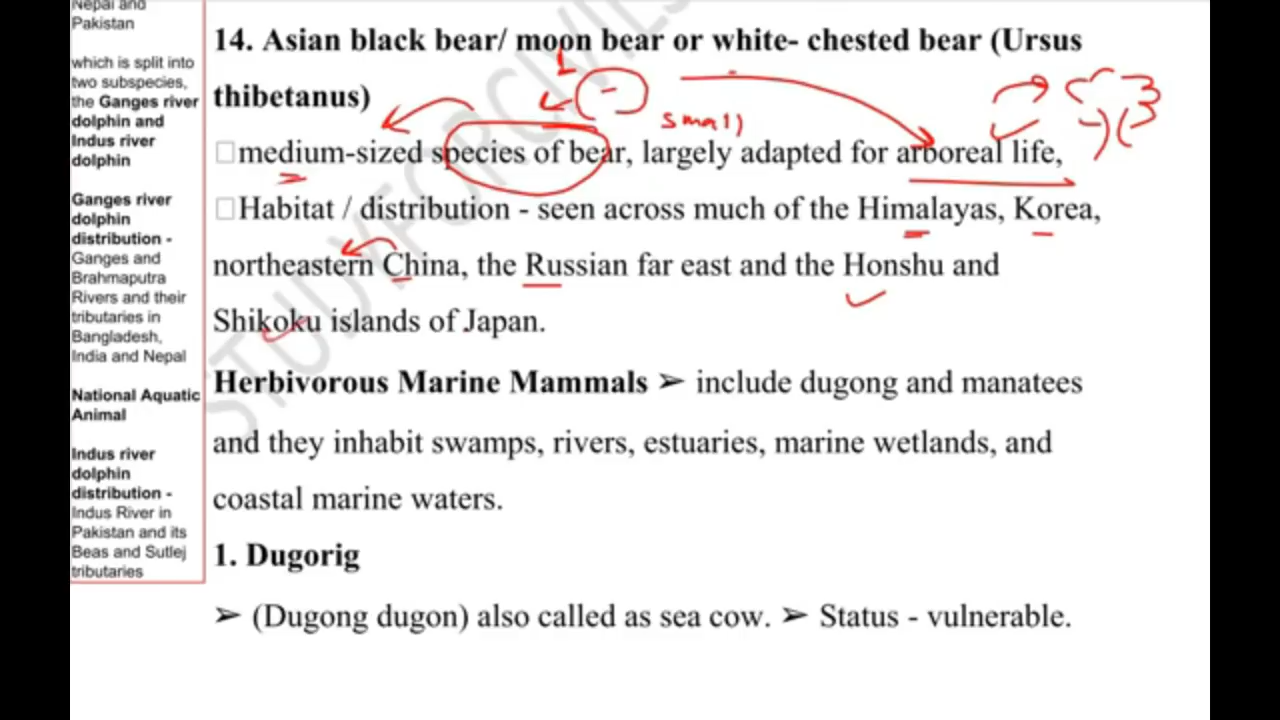 Nepal and
Pakistan
which is split into
two subspecies,
the Ganges river
dolphin and
Indus river
dolphin
Ganges river
dolphin
distribution -
Ganges and
Brahmaputra
Rivers and their
tributaries in
Bangladesh,
India and Nepal
National Aquatic
Animal
Indus river
dolphin
distribution -
Indus River in
Pakistan and its
Beas and Sutlej
tributaries
14. Asian black bear/ moon bear or white- chested bear (Ursus
thibetanus)
small
□medium-sized species of bear, largely adapted for arboreal life,
□Habitat / distribution - seen across much of the Himalayas, Korea,
northeastern China, the Russian far east and the Honshu and
Shikoku islands of Japan.
Herbivorous Marine Mammals ➢ include dugong and manatees
and they inhabit swamps, rivers, estuaries, marine wetlands, and
coastal marine waters.
1. Dugorig
➢ (Dugong dugon) also called as sea cow. ➢ Status - vulnerable.
STUDYFORCIVI